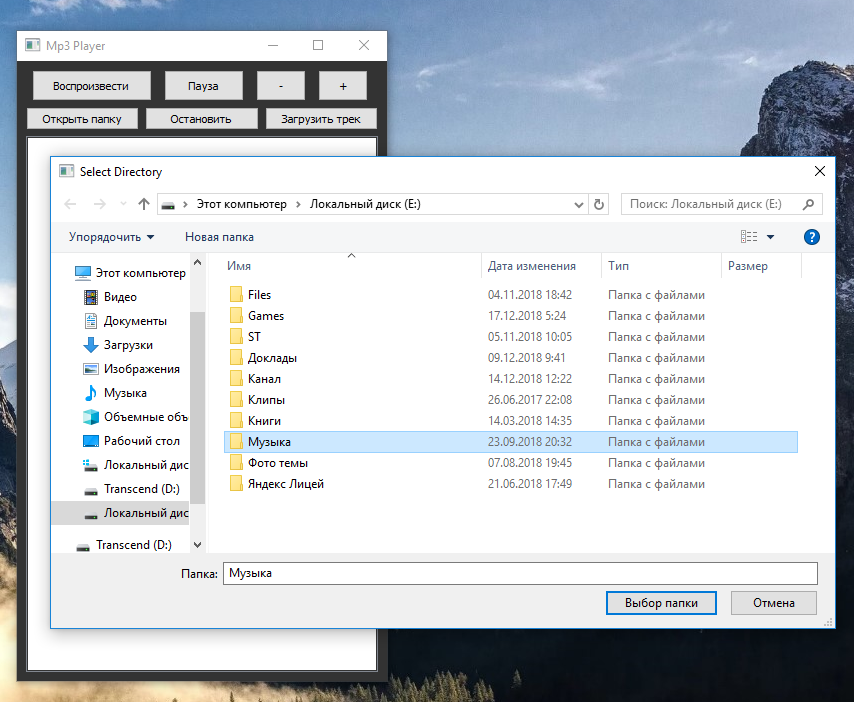 Mp3 Player
Воспроизвести Пауза - +
Открыть папку Остановить Загрузить трек
Select Directory
Этот компьютер Локальный диск (E:) Поиск: Локальный диск (E:)
Упорядочить Новая папка ?
Имя Дата изменения Тип Размер
Этот компьютер
Видео
Документы
Загрузки
Изображения
Музыка
Объемные объ
Рабочий стол
Локальный дис
Transcend (D:)
Локальный дис
Transcend (D:)
Files 04.11.2018 18:42 Папка с файлами
Games 17.12.2018 5:24 Папка с файлами
ST 05.11.2018 10:05 Папка с файлами
Доклады 09.12.2018 9:41 Папка с файлами
Канал 14.12.2018 12:22 Папка с файлами
Клипы 26.06.2017 22:08 Папка с файлами
Книги 14.03.2018 14:35 Папка с файлами
Музыка 23.09.2018 20:32 Папка с файлами
Фото темы 07.08.2018 19:45 Папка с файлами
Яндекс Лицей 21.06.2018 17:49 Папка с файлами
Папка: Музыка
Выбор папки Отмена